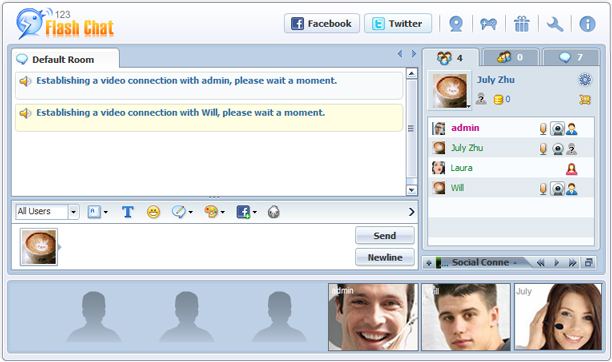 123
Flash Chat
Facebook
Twitter
Default Room
4
0
7
Establishing a video connection with admin, please wait a moment.
Establishing a video connection with Will, please wait a moment.
July Zhu
0
admin
July Zhu
Laura
Will
All Users
Send
Newline
... Social Conne -
admin
July